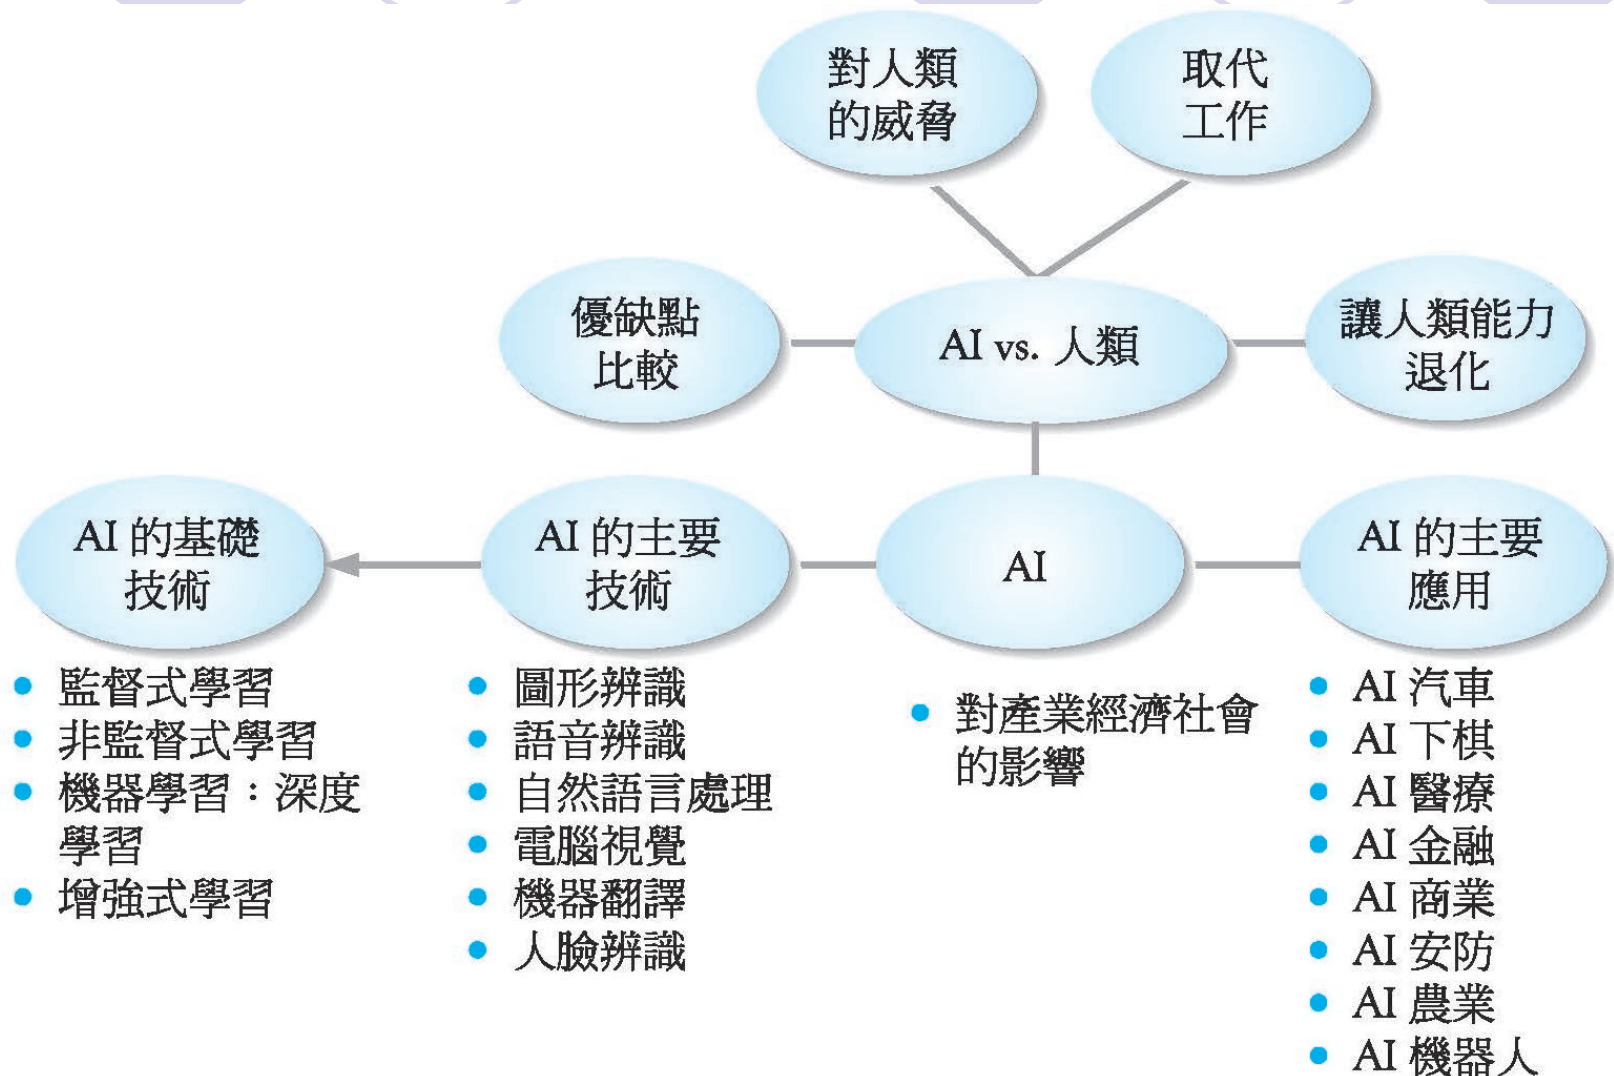 對人類
的威脅
取代
工作
優缺點
比較
AI vs. 人類
讓人類能力
退化
AI 的基礎
技術
監督式學習
非監督式學習
機器學習：深度
學習
增強式學習
AI 的主要
技術
圖形辨識
語音辨識
自然語言處理
電腦視覺
機器翻譯
人臉辨識
AI
對產業經濟社會
的影響
AI 的主要
應用
AI 汽車
AI 下棋
AI 醫療
AI 金融
AI 商業
AI 安防
AI 農業
AI 機器人